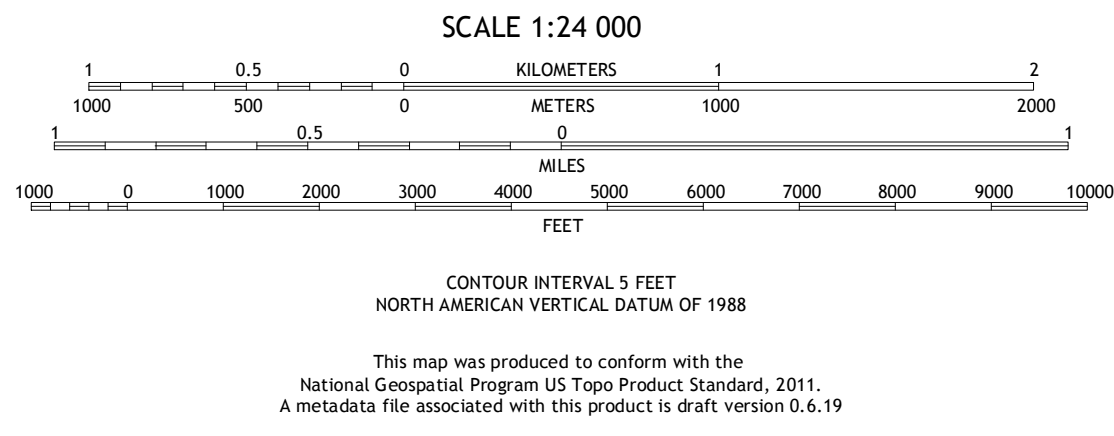 SCALE 1:24 000
1 0.5 0 KILOMETERS 1 2
1000 500 0 METERS 1000 2000
1 0.5 0 1
MILES
1000 0 1000 2000 3000 4000 5000 6000 7000 8000 9000 10000
FEET
CONTOUR INTERVAL 5 FEET
NORTH AMERICAN VERTICAL DATUM OF 1988
This map was produced to conform with the
National Geospatial Program US Topo Product Standard, 2011.
A metadata file associated with this product is draft version 0.6.19